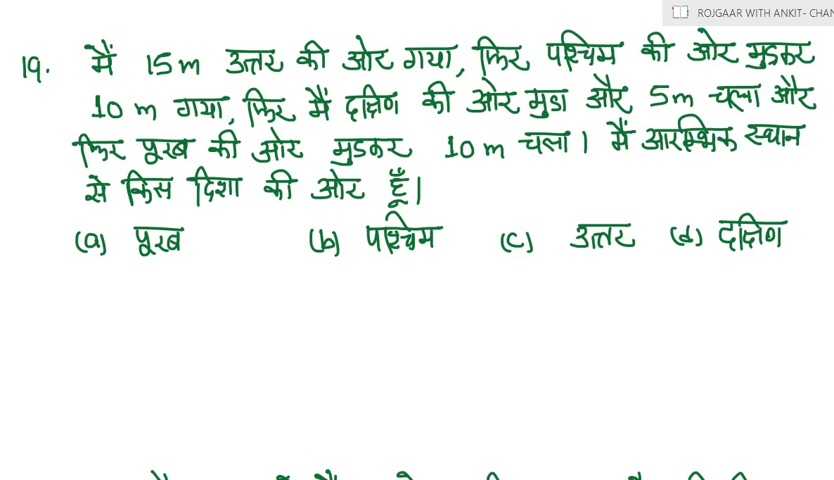 ROJGAAR WITH ANKIT- CHAN
19. मैं 15m उत्तर की ओर गया, फिर पश्चिम की ओर मुड़कर
10 m गया, फिर मैं दक्षिण की ओर मुडा और 5m चला और
फिर पूरब की ओर मुडकर 10 m चला। मैं आरम्भिक स्थान
से किस दिशा की ओर हूँ।
(a) पूरब (b) पश्चिम (c) उत्तर (d) दक्षिण